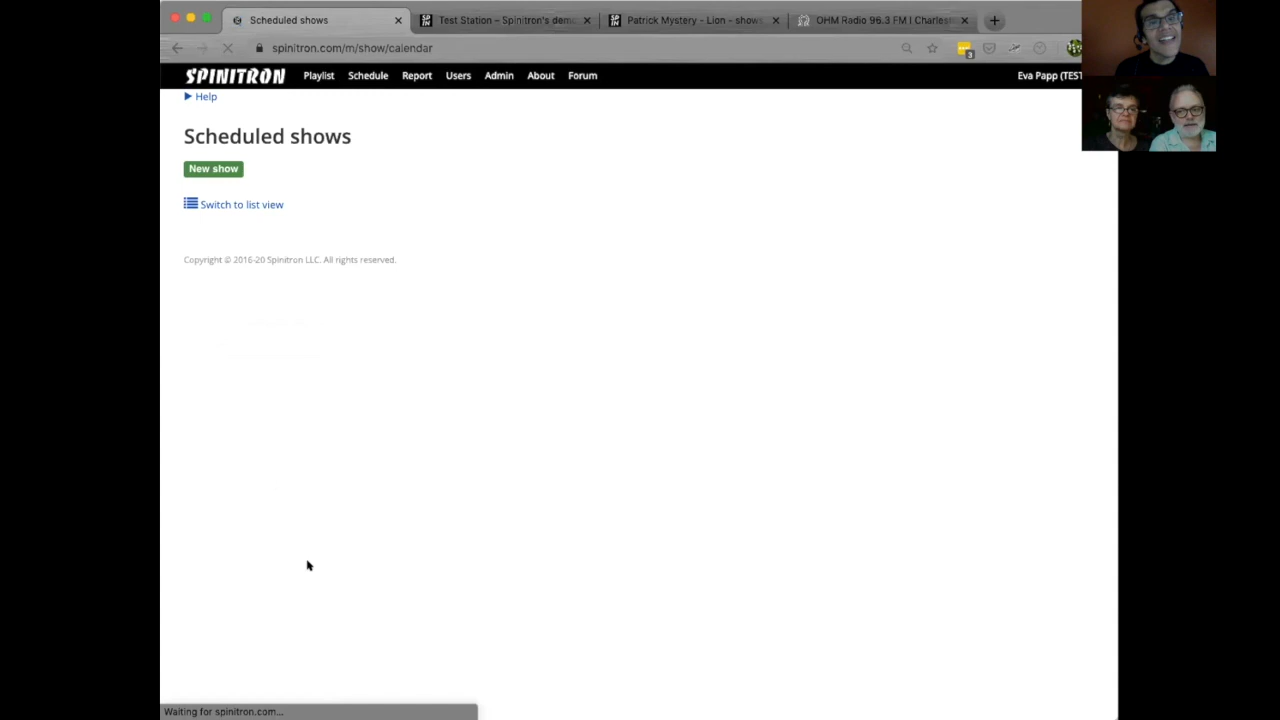 Scheduled shows
Test Station – Spinitron's demo
Patrick Mystery - Lion – shows
OHM Radio 96.3 FM | Charlest
spinitron.com/m/show/calendar
3
SPINITRON Playlist Schedule Report Users Admin About Forum Eva Papp (TEST
Help
Scheduled shows
New show
Switch to list view
Copyright © 2016-20 Spinitron LLC. All rights reserved.
Waiting for spinitron.com...